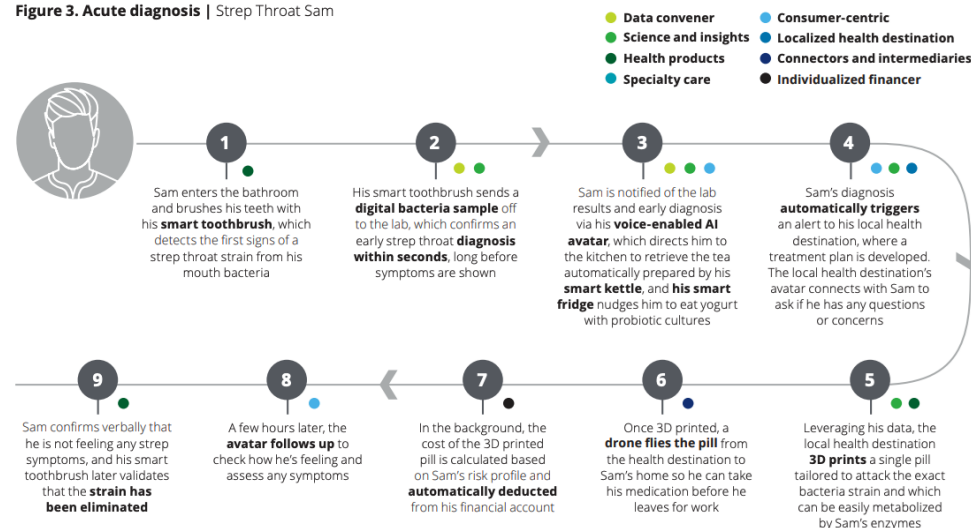 Figure 3. Acute diagnosis | Strep Throat Sam
Data convener
Science and insights
Health products
Specialty care
Consumer-centric
Localized health destination
Connectors and intermediaries
Individualized financer
1
Sam enters the bathroom
and brushes his teeth with
his smart toothbrush, which
detects the first signs of a
strep throat strain from his
mouth bacteria
2
His smart toothbrush sends a
digital bacteria sample off
to the lab, which confirms an
early strep throat diagnosis
within seconds, long before
symptoms are shown
3
Sam is notified of the lab
results and early diagnosis
via his voice-enabled AI
avatar, which directs him to
the kitchen to retrieve the tea
automatically prepared by his
smart kettle, and his smart
fridge nudges him to eat yogurt
with probiotic cultures
4
Sam's diagnosis
automatically triggers
an alert to his local health
destination, where a
treatment plan is developed.
The local health destination's
avatar connects with Sam to
ask if he has any questions
or concerns
5
Leveraging his data, the
local health destination
3D prints a single pill
tailored to attack the exact
bacteria strain and which
can be easily metabolized
by Sam's enzymes
6
Once 3D printed, a
drone flies the pill from
the health destination to
Sam's home so he can take
his medication before he
leaves for work
7
In the background, the
cost of the 3D printed
pill is calculated based
on Sam's risk profile and
automatically deducted
from his financial account
8
A few hours later, the
avatar follows up to
check how he's feeling and
assess any symptoms
9
Sam confirms verbally that
he is not feeling any strep
symptoms, and his smart
toothbrush later validates
that the strain has
been eliminated